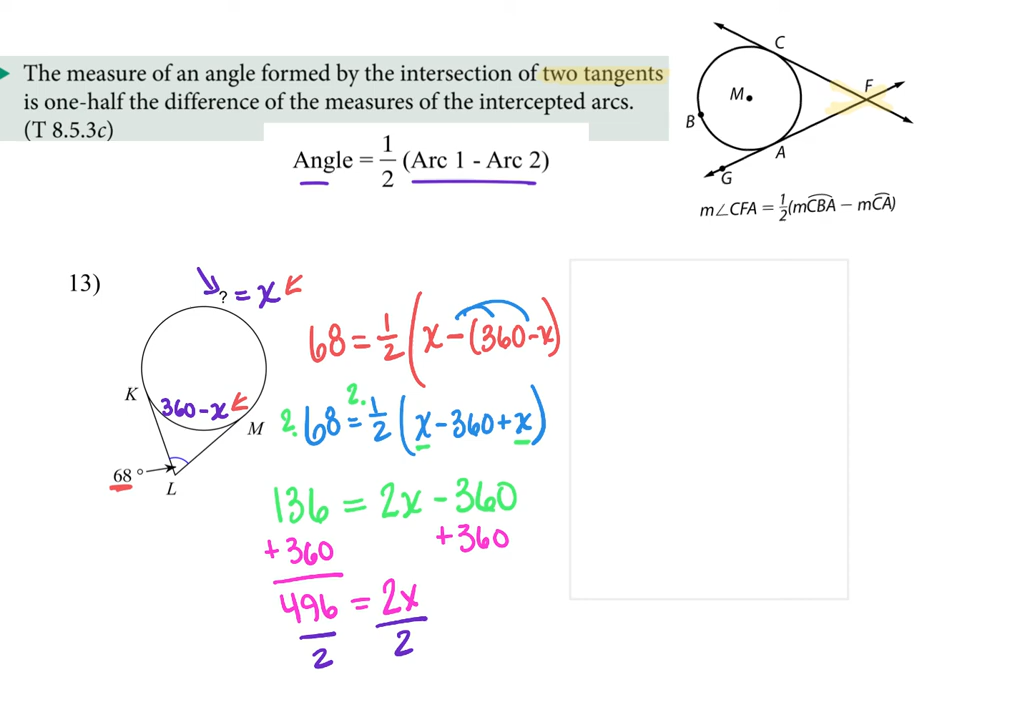 The measure of an angle formed by the intersection of two tangents
is one-half the difference of the measures of the intercepted arcs.
(T 8.5.3c)
Angle = 1/2 (Arc 1 - Arc 2)
C
F
M
B
A
G
m∠CFA = 1/2(mCBA − mCA)
13)
? = x
K
360-x
M
68°
L
68 = 1/2 (x - (360 - x)
2. 68 = 2. 1/2 (x - 360 + x)
136 = 2x - 360
+360 +360
496 = 2x
2 2